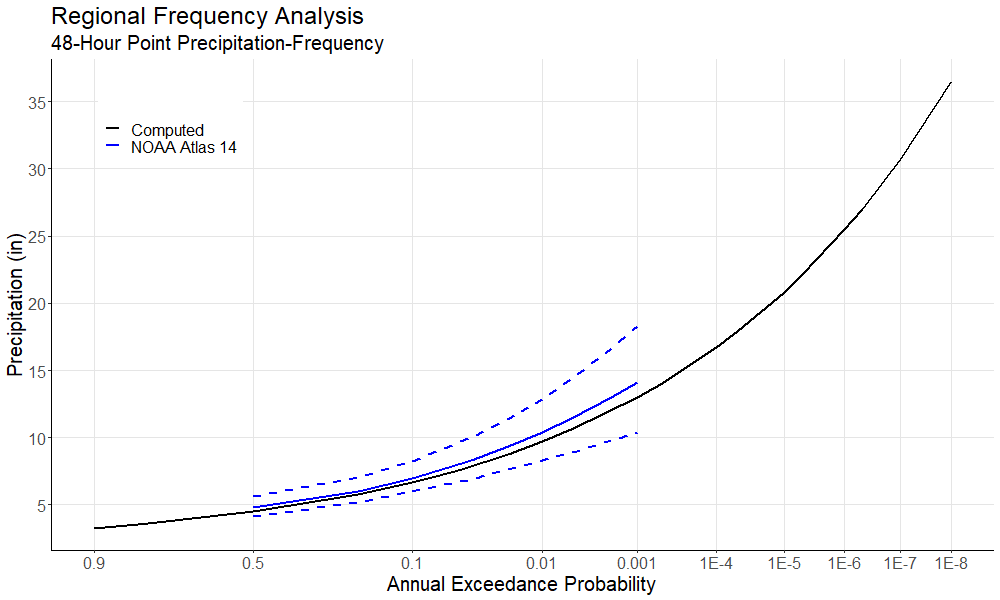 Regional Frequency Analysis
48-Hour Point Precipitation-Frequency
Computed
NOAA Atlas 14
Precipitation (in)
35
30
25
20
15
10
5
0.9 0.5 0.1 0.01 0.001 1E-4 1E-5 1E-6 1E-7 1E-8
Annual Exceedance Probability